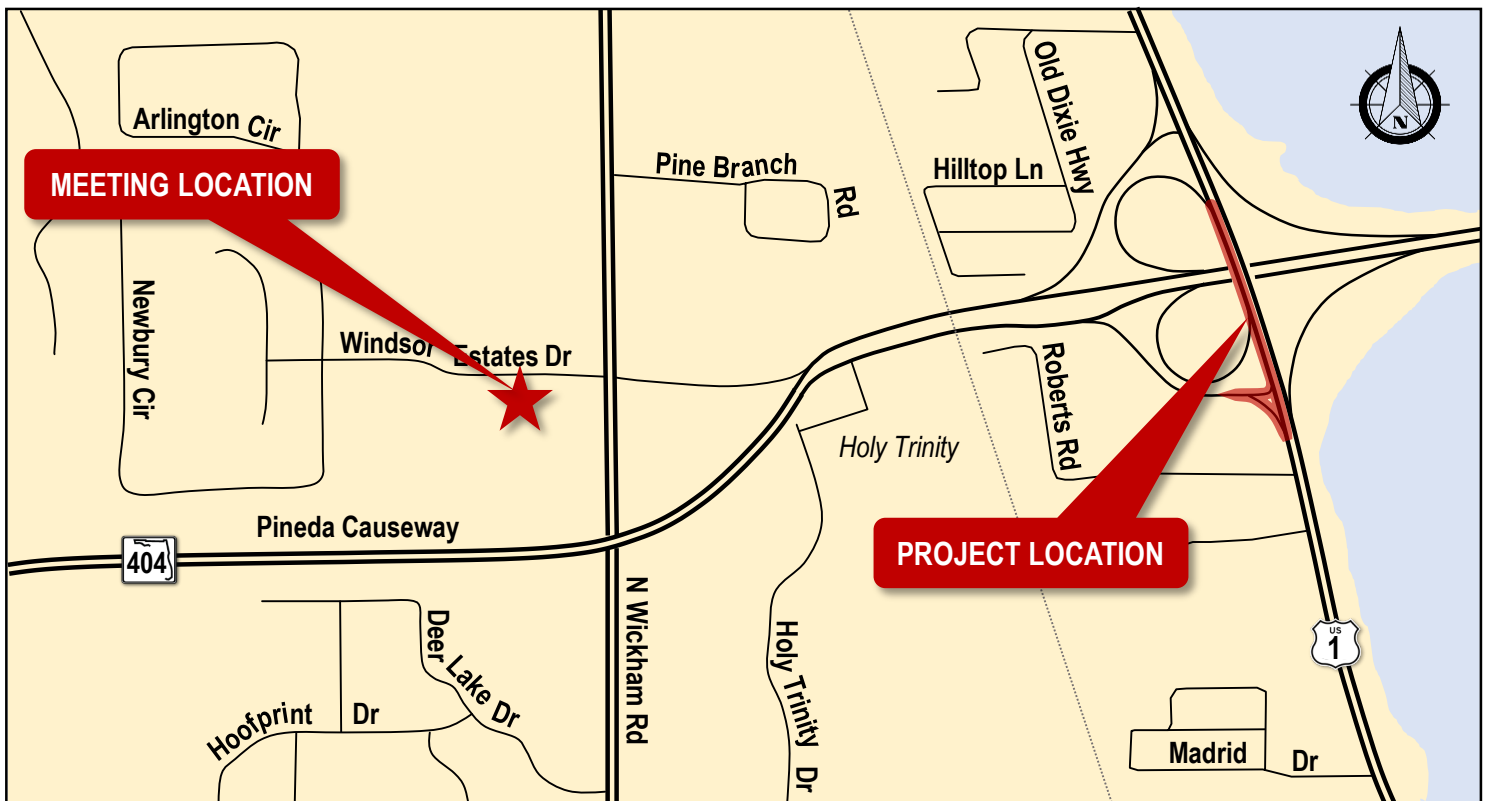 Arlington Cir
MEETING LOCATION
Newbury Cir
Windsor Estates Dr
Pine Branch Rd
Hilltop Ln
Old Dixie Hwy
N
Roberts Rd
Holy Trinity
PROJECT LOCATION
Pineda Causeway
404
N Wickham Rd
Deer Lake Dr
Hoofprint Dr
Holy Trinity Dr
US
1
Madrid Dr